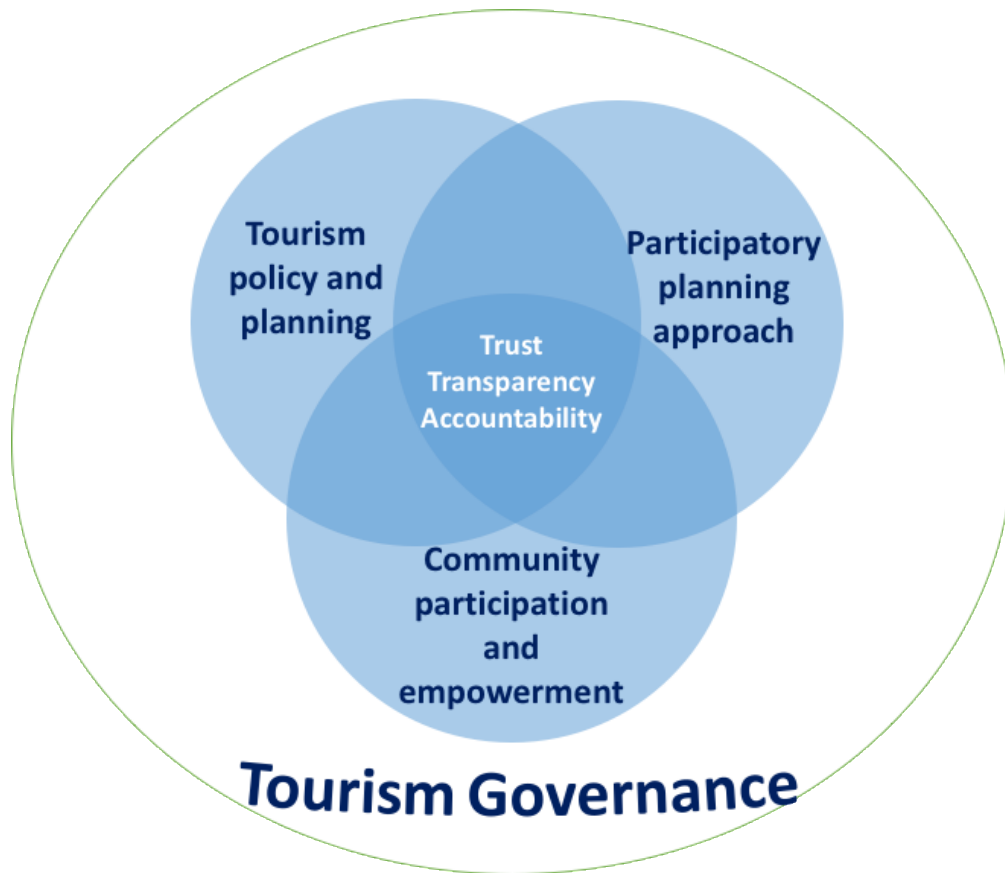 Tourism
policy and
planning
Participatory
planning
approach
Trust
Transparency
Accountability
Community
participation
and
empowerment
Tourism Governance